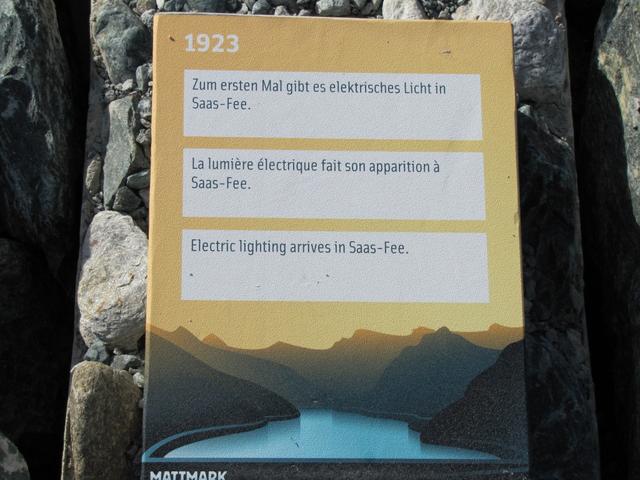 1923
Zum ersten Mal gibt es elektrisches Licht in
Saas-Fee.
La lumière électrique fait son apparition à
Saas-Fee.
Electric lighting arrives in Saas-Fee.
MATTMARK